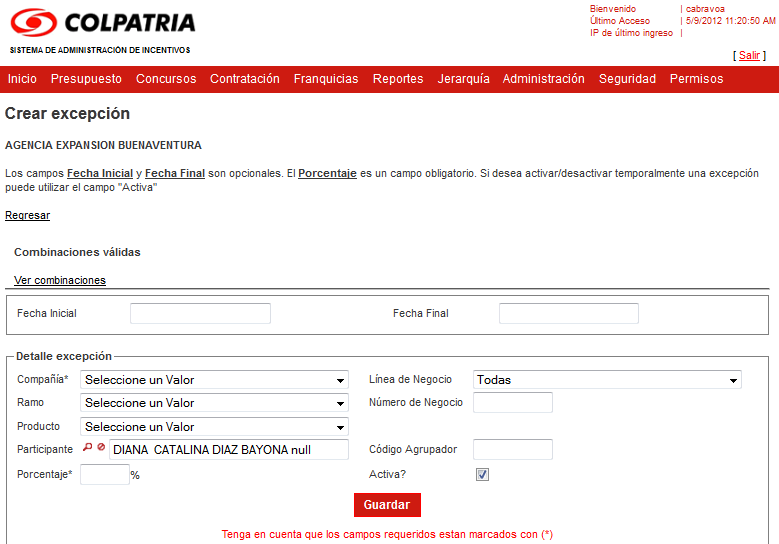 COLPATRIA
SISTEMA DE ADMINISTRACIÓN DE INCENTIVOS
Bienvenido | cabravoa
Último Acceso | 5/9/2012 11:20:50 AM
IP de último ingreso |
[ Salir ]
Inicio Presupuesto Concursos Contratación Franquicias Reportes Jerarquía Administración Seguridad Permisos
Crear excepción
AGENCIA EXPANSION BUENAVENTURA
Los campos Fecha Inicial y Fecha Final son opcionales. El Porcentaje es un campo obligatorio. Si desea activar/desactivar temporalmente una excepción
puede utilizar el campo "Activa"
Regresar
Combinaciones válidas
Ver combinaciones
Fecha Inicial Fecha Final
Detalle excepción
Compañía* Seleccione un Valor Línea de Negocio Todas
Ramo Seleccione un Valor Número de Negocio
Producto Seleccione un Valor
Participante DIANA CATALINA DIAZ BAYONA null Código Agrupador
Porcentaje* % Activa?
Guardar
Tenga en cuenta que los campos requeridos estan marcados con (*)